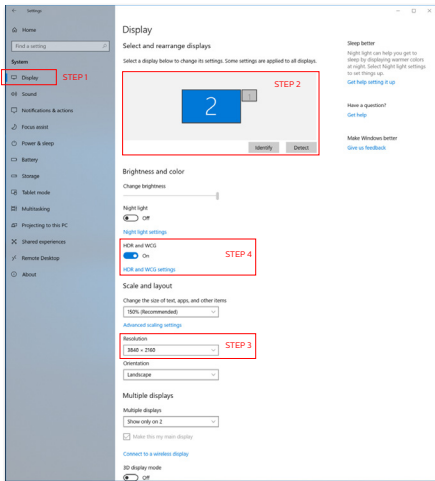 Settings
Home
Find a setting
System
Display
STEP 1
Sound
Notifications & actions
Focus assist
Power & sleep
Battery
Storage
Tablet mode
Multitasking
Projecting to this PC
Shared experiences
Remote Desktop
About
Display
Select and rearrange displays
Select a display below to change its settings. Some settings are applied to all displays.
STEP 2
2
1
Identify
Detect
Brightness and color
Change brightness
Night light
Off
Night light settings
HDR and WCG
On
STEP 4
HDR and WCG settings
Scale and layout
Change the size of text, apps, and other items
150% (Recommended)
Advanced scaling settings
Resolution
3840 × 2160
STEP 3
Orientation
Landscape
Multiple displays
Multiple displays
Show only on 2
Make this my main display
Connect to a wireless display
3D display mode
Off
Sleep better
Night light can help you get to
sleep by displaying warmer colors
at night. Select Night light settings
to set things up.
Get help setting it up
Have a question?
Get help
Make Windows better
Give us feedback